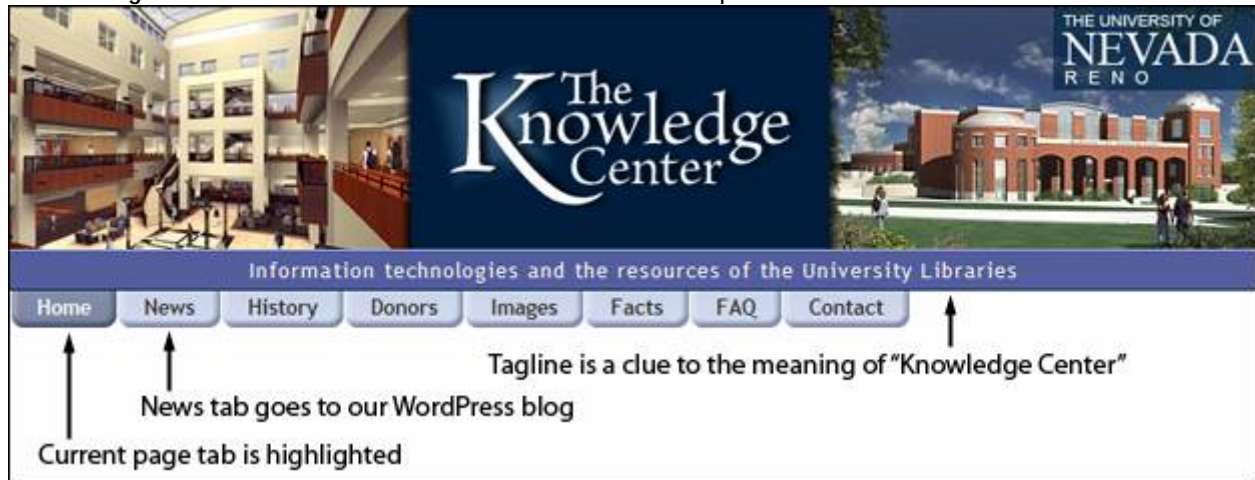 THE UNIVERSITY OF
NEVADA
RENO
The
Knowledge
Center
Information technologies and the resources of the University Libraries
Home News History Donors Images Facts FAQ Contact
Tagline is a clue to the meaning of “Knowledge Center”
News tab goes to our WordPress blog
Current page tab is highlighted